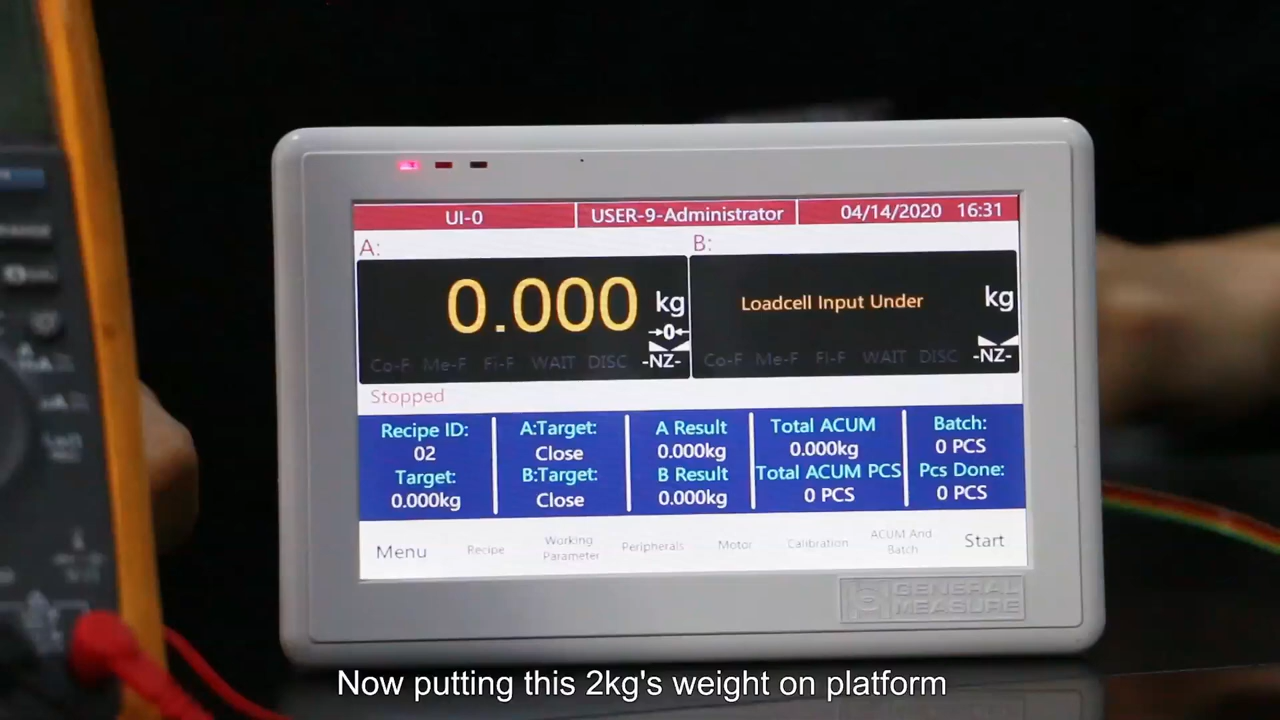 UI-0 USER-9-Administrator 04/14/2020 16:31
A: B:
0.000 kg Loadcell Input Under kg
→0←
Co-F Me-F Fi-F WAIT DISC -NZ- Co-F Me-F Fi-F WAIT DISC -NZ-
Stopped
Recipe ID: A:Target: A Result Total ACUM Batch:
02 Close 0.000kg 0.000kg 0 PCS
Target: B:Target: B Result Total ACUM PCS Pcs Done:
0.000kg Close 0.000kg 0 PCS 0 PCS
Menu Recipe Working Parameter Peripherals Motor Calibration ACUM And Batch Start
GENERAL
MEASURE
Now putting this 2kg's weight on platform